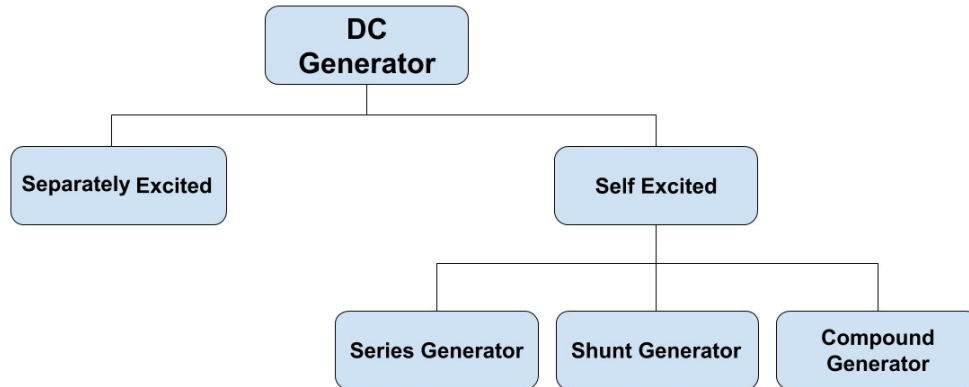 DC
Generator
Separately Excited
Self Excited
Series Generator
Shunt Generator
Compound
Generator